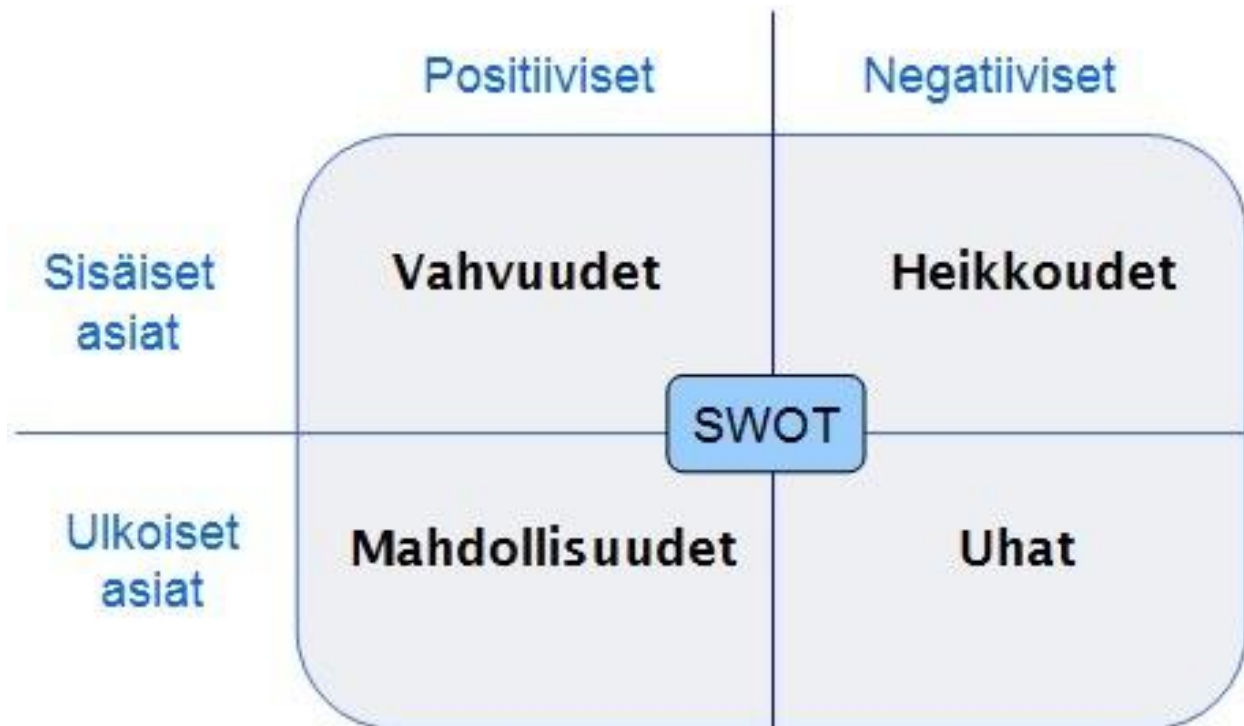 Positiiviset
Negatiiviset
Sisäiset
asiat
Vahvuudet
Heikkoudet
SWOT
Ulkoiset
asiat
Mahdollisuudet
Uhat